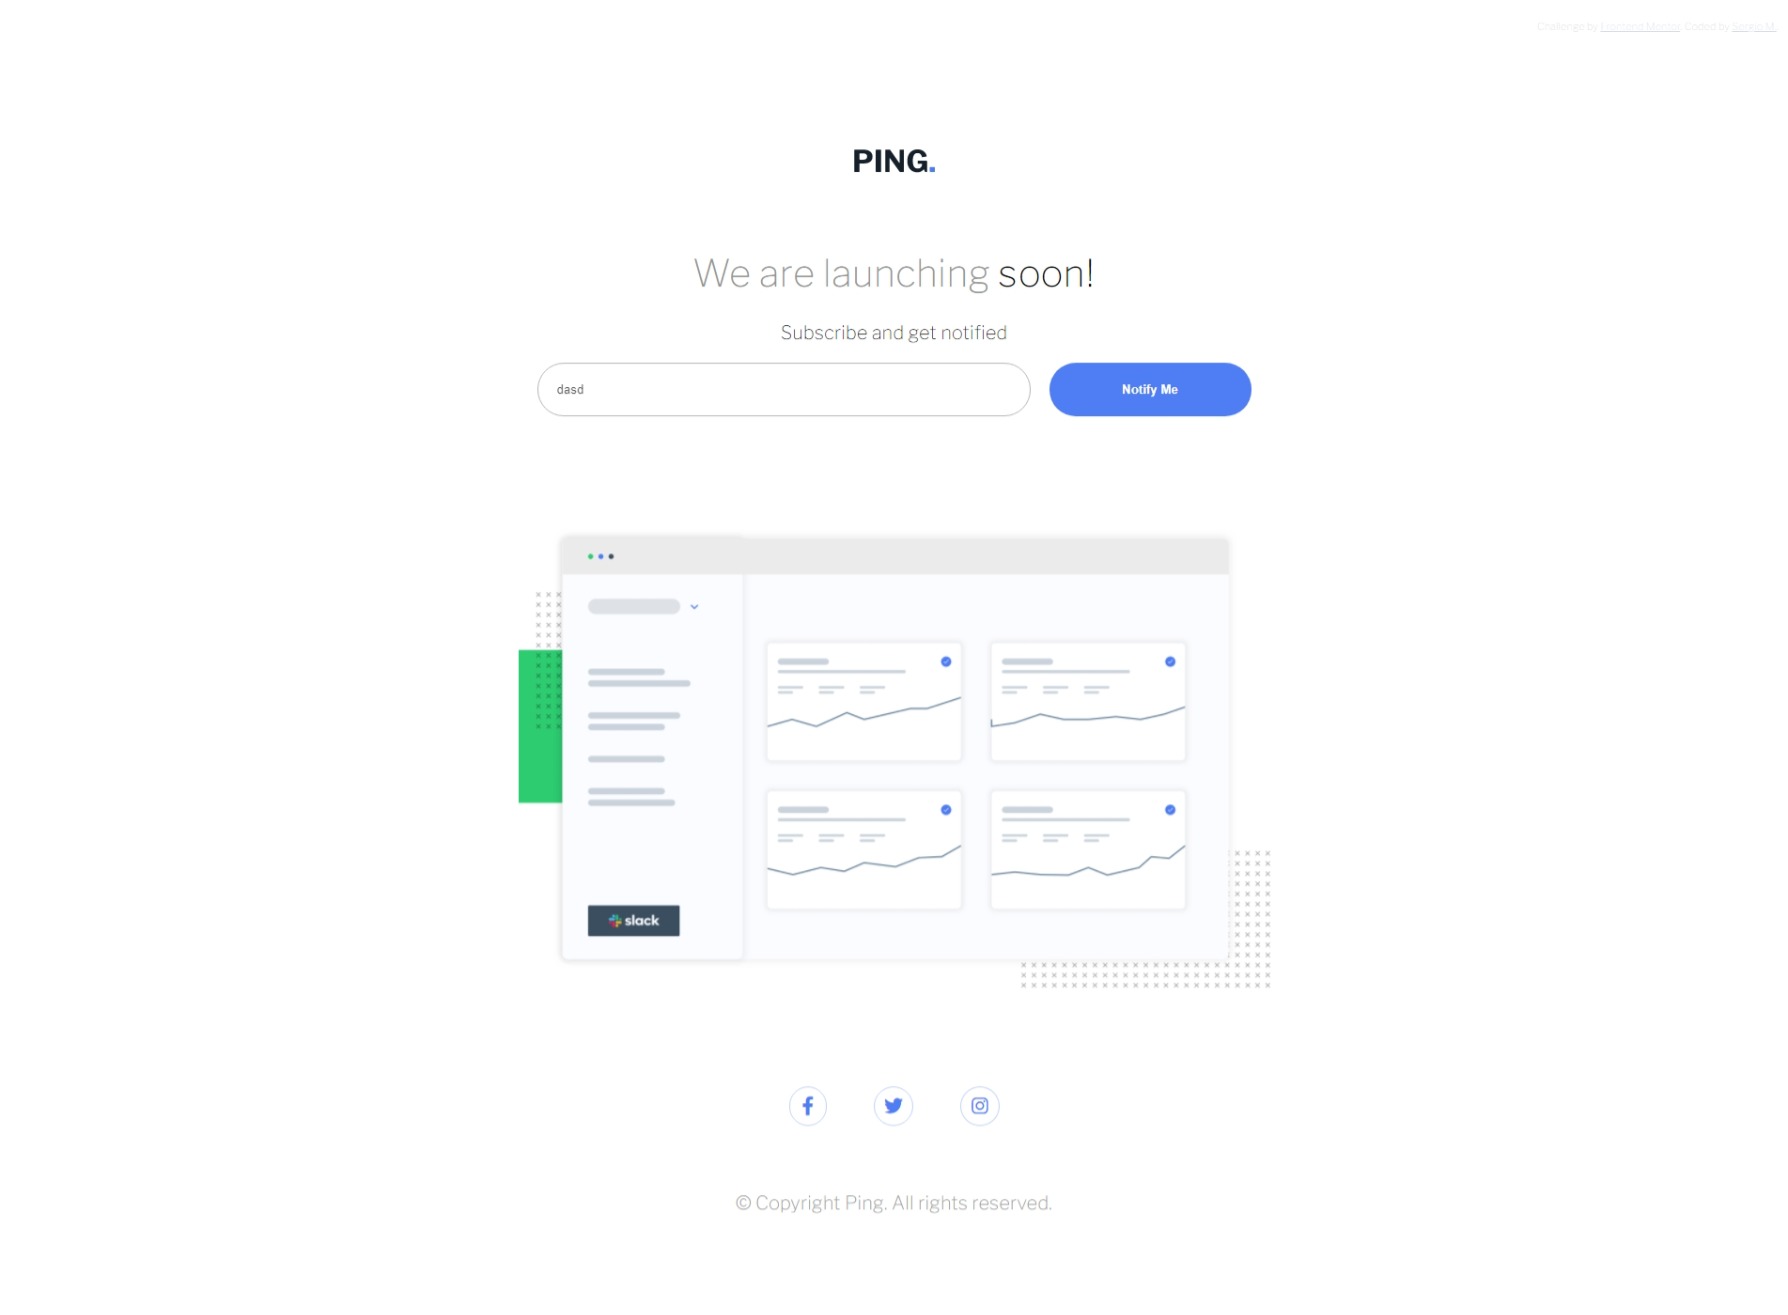 Challenge by Frontend Mentor. Coded by Sergio M.
PING.
We are launching soon!
Subscribe and get notified
dasd
Notify Me
slack
© Copyright Ping. All rights reserved.